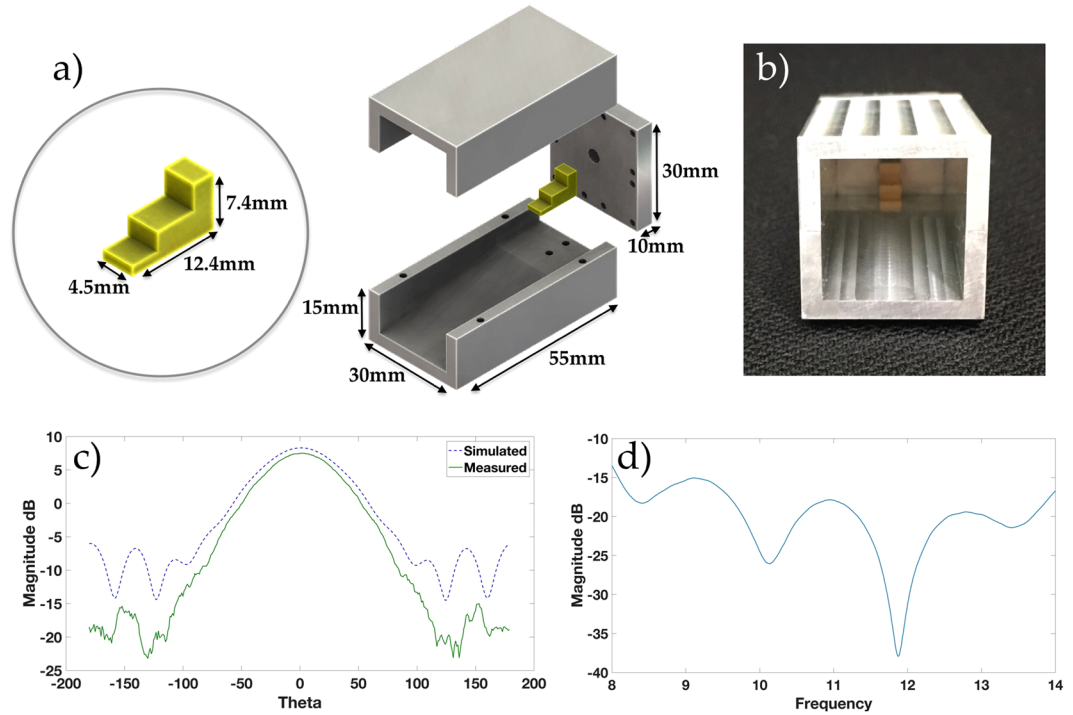 a)
7.4mm
12.4mm
4.5mm
30mm
10mm
15mm
30mm
55mm
b)
c)
Simulated
Measured
10
5
0
-5
-10
-15
-20
-25
Magnitude dB
-200
-150
-100
-50
0
50
100
150
200
Theta
d)
-10
-15
-20
-25
-30
-35
-40
Magnitude dB
8
9
10
11
12
13
14
Frequency